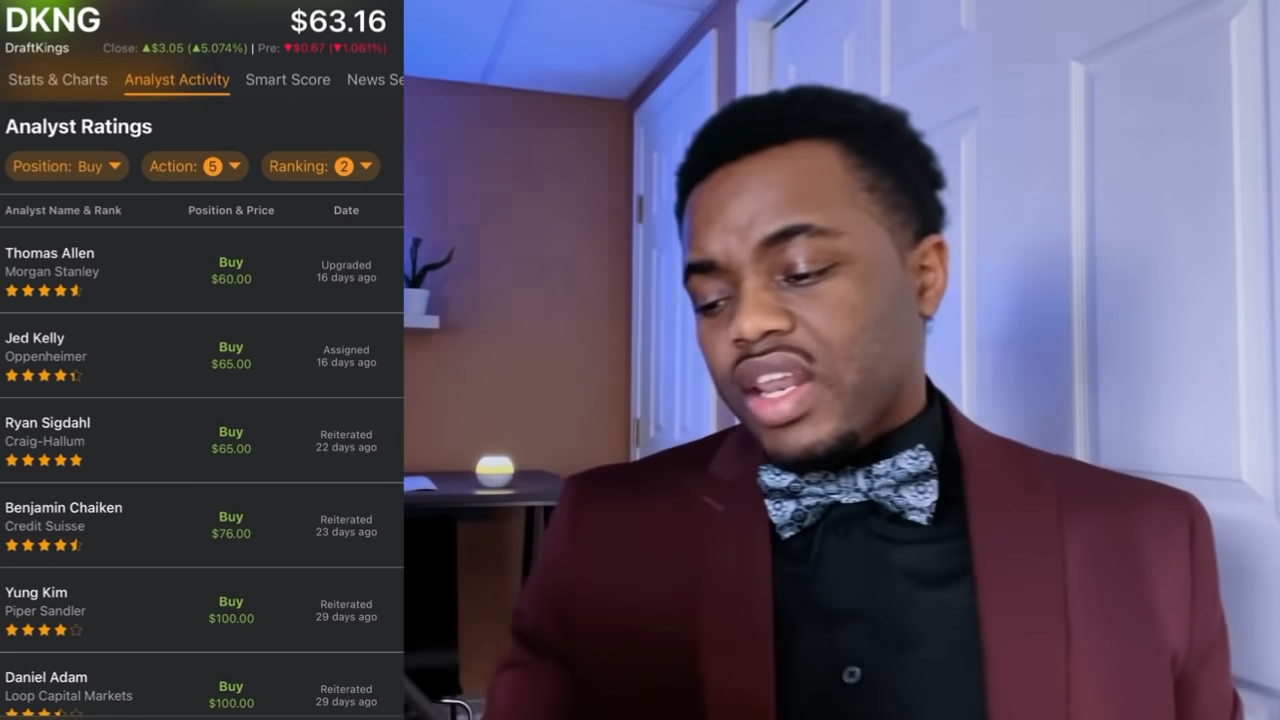 DKNG $63.16
DraftKings Close: ▲$3.05 (▲5.074%) | Pre: ▼$0.67 (▼1.061%)
Stats & Charts Analyst Activity Smart Score News Se
Analyst Ratings
Position: Buy Action: 5 Ranking: 2
Analyst Name & Rank Position & Price Date
Thomas Allen
Morgan Stanley
Buy
$60.00
Upgraded
16 days ago
Jed Kelly
Oppenheimer
Buy
$65.00
Assigned
16 days ago
Ryan Sigdahl
Craig-Hallum
Buy
$65.00
Reiterated
22 days ago
Benjamin Chaiken
Credit Suisse
Buy
$76.00
Reiterated
23 days ago
Yung Kim
Piper Sandler
Buy
$100.00
Reiterated
29 days ago
Daniel Adam
Loop Capital Markets
Buy
$100.00
Reiterated
29 days ago